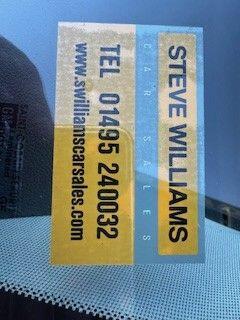 STEVE WILLIAMS
CAR SALES
TEL 01495 240032
www.swilliamscarsales.com